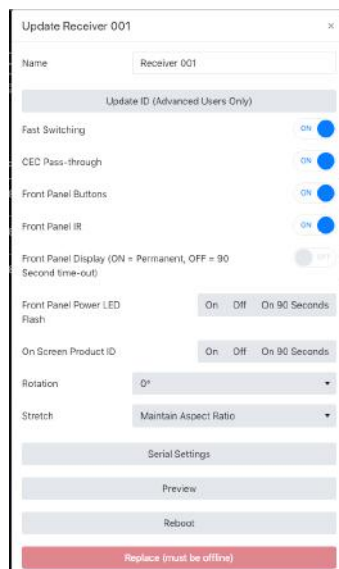 Update Receiver 001 ×
Name Receiver 001
Update ID (Advanced Users Only)
Fast Switching ON
CEC Pass-through ON
Front Panel Buttons ON
Front Panel IR ON
Front Panel Display (ON = Permanent, OFF = 90
Second time-out) OFF
Front Panel Power LED
Flash On Off On 90 Seconds
On Screen Product ID On Off On 90 Seconds
Rotation 0°
Stretch Maintain Aspect Ratio
Serial Settings
Preview
Reboot
Replace (must be offline)